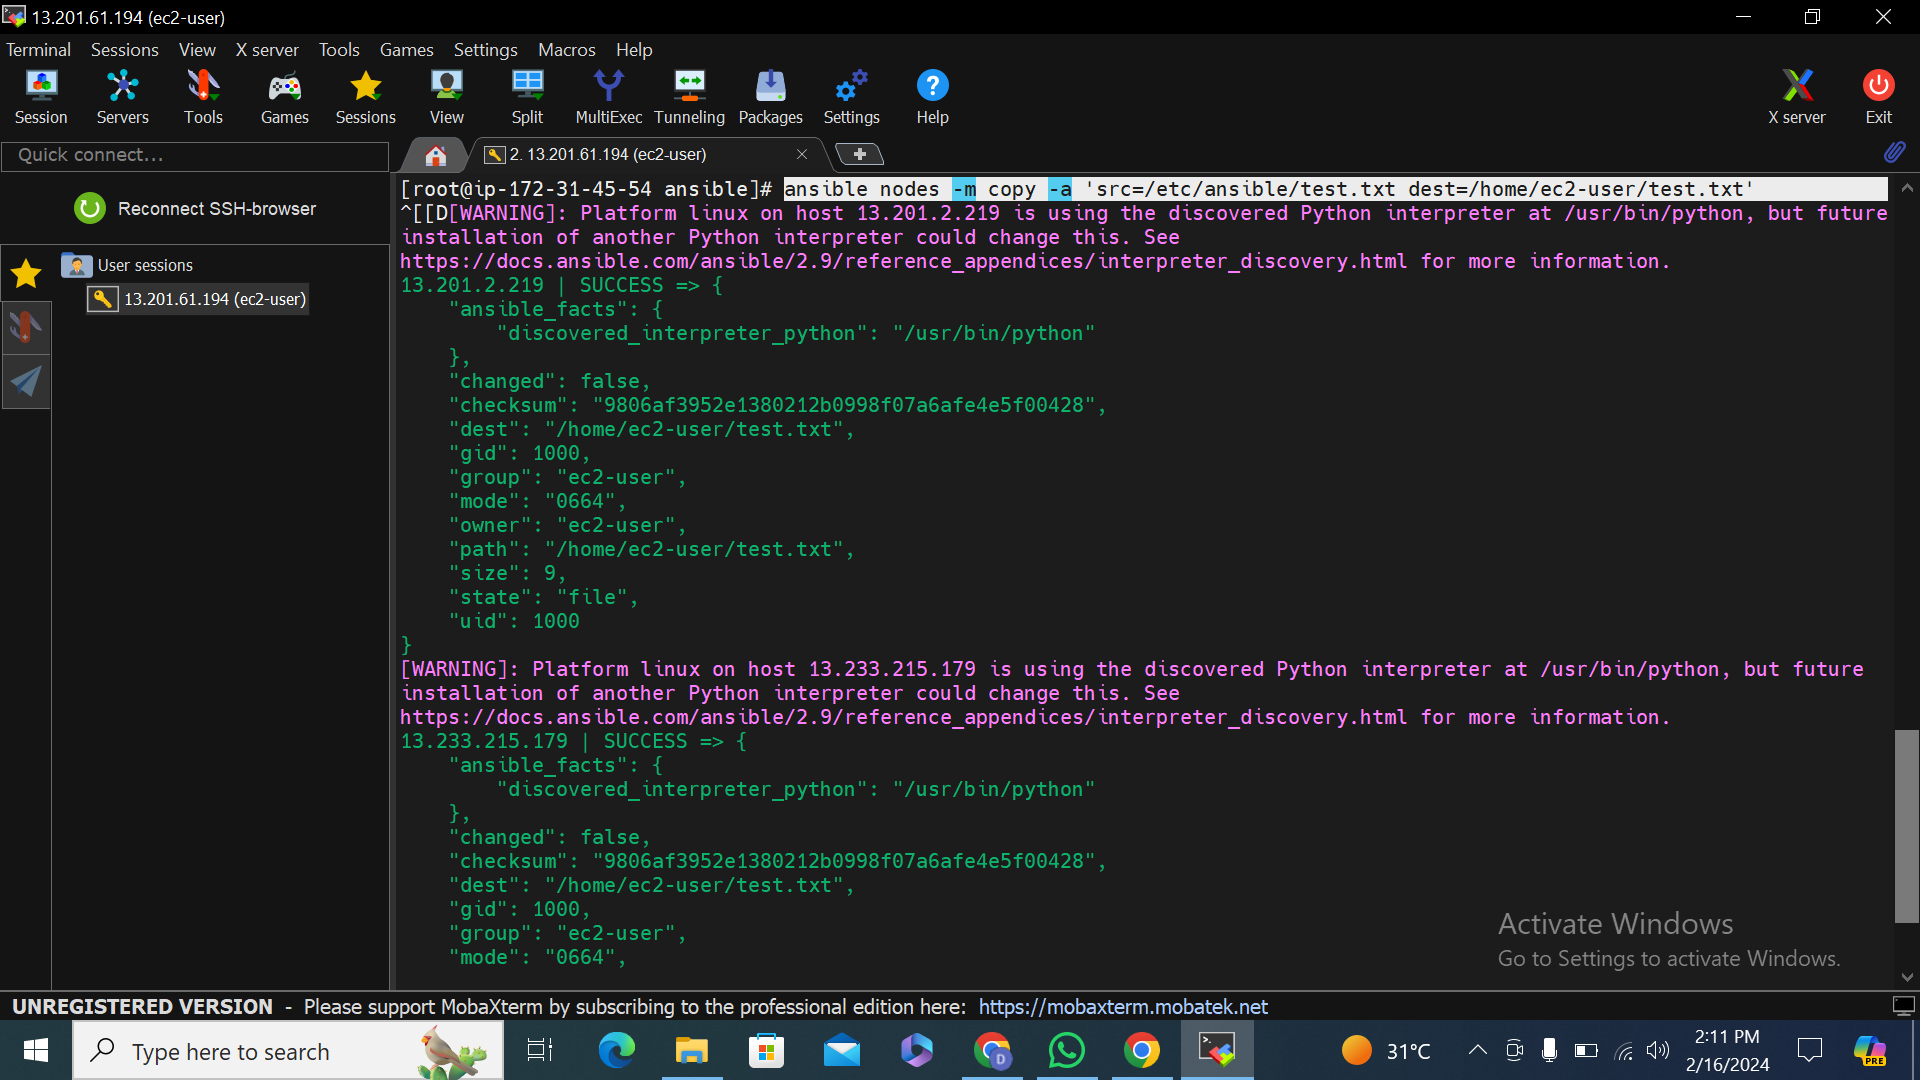 13.201.61.194 (ec2-user)
Terminal Sessions View X server Tools Games Settings Macros Help
Session Servers Tools Games Sessions View Split MultiExec Tunneling Packages Settings Help X server Exit
Quick connect...
2. 13.201.61.194 (ec2-user)
Reconnect SSH-browser
User sessions
13.201.61.194 (ec2-user)
[root@ip-172-31-45-54 ansible]# ansible nodes -m copy -a 'src=/etc/ansible/test.txt dest=/home/ec2-user/test.txt'
^[[D[WARNING]: Platform linux on host 13.201.2.219 is using the discovered Python interpreter at /usr/bin/python, but future
installation of another Python interpreter could change this. See
https://docs.ansible.com/ansible/2.9/reference_appendices/interpreter_discovery.html for more information.
13.201.2.219 | SUCCESS => {
    "ansible_facts": {
        "discovered_interpreter_python": "/usr/bin/python"
    },
    "changed": false,
    "checksum": "9806af3952e1380212b0998f07a6afe4e5f00428",
    "dest": "/home/ec2-user/test.txt",
    "gid": 1000,
    "group": "ec2-user",
    "mode": "0664",
    "owner": "ec2-user",
    "path": "/home/ec2-user/test.txt",
    "size": 9,
    "state": "file",
    "uid": 1000
}
[WARNING]: Platform linux on host 13.233.215.179 is using the discovered Python interpreter at /usr/bin/python, but future
installation of another Python interpreter could change this. See
https://docs.ansible.com/ansible/2.9/reference_appendices/interpreter_discovery.html for more information.
13.233.215.179 | SUCCESS => {
    "ansible_facts": {
        "discovered_interpreter_python": "/usr/bin/python"
    },
    "changed": false,
    "checksum": "9806af3952e1380212b0998f07a6afe4e5f00428",
    "dest": "/home/ec2-user/test.txt",
    "gid": 1000,
    "group": "ec2-user",
    "mode": "0664",
Activate Windows
Go to Settings to activate Windows.
UNREGISTERED VERSION - Please support MobaXterm by subscribing to the professional edition here: https://mobaxterm.mobatek.net
Type here to search
D
31°C
2:11 PM
2/16/2024
PRE